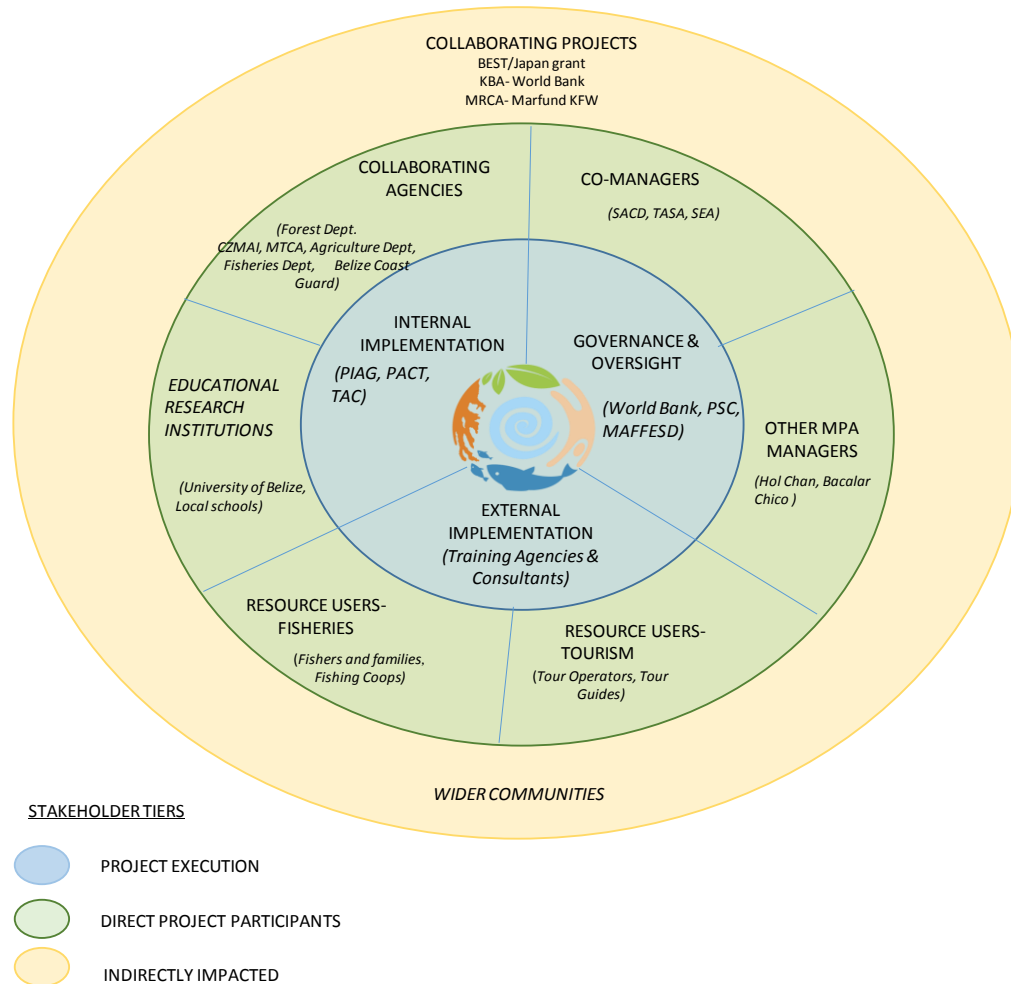 COLLABORATING PROJECTS
BEST/Japan grant
KBA- World Bank
MRCA- Marfund KFW
COLLABORATING
AGENCIES
(Forest Dept.
CZMAI, MTCA, Agriculture Dept,
Fisheries Dept, Belize Coast
Guard)
CO-MANAGERS
(SACD, TASA, SEA)
INTERNAL
IMPLEMENTATION
(PIAG, PACT,
TAC)
GOVERNANCE &
OVERSIGHT
(World Bank, PSC,
MAFFESD)
EDUCATIONAL
RESEARCH
INSTITUTIONS
(University of Belize,
Local schools)
OTHER MPA
MANAGERS
(Hol Chan, Bacalar
Chico )
EXTERNAL
IMPLEMENTATION
(Training Agencies &
Consultants)
RESOURCE USERS-
FISHERIES
(Fishers and families,
Fishing Coops)
RESOURCE USERS-
TOURISM
(Tour Operators, Tour
Guides)
WIDER COMMUNITIES
STAKEHOLDER TIERS
PROJECT EXECUTION
DIRECT PROJECT PARTICIPANTS
INDIRECTLY IMPACTED